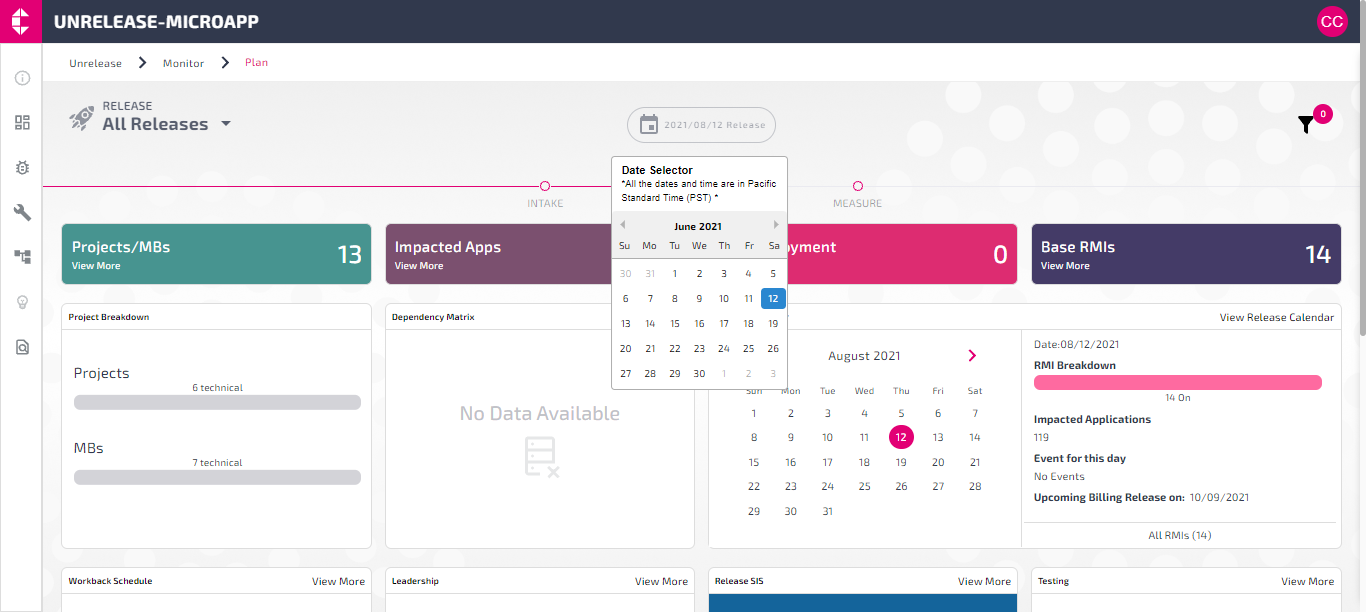 UNRELEASE-MICROAPP
CC
Unrelease
Monitor
Plan
RELEASE
All Releases
2021/08/12 Release
0
INTAKE
MEASURE
Date Selector
*All the dates and time are in Pacific
Standard Time (PST) *
June 2021
Su Mo Tu We Th Fr Sa
30 31 1 2 3 4 5
6 7 8 9 10 11 12
13 14 15 16 17 18 19
20 21 22 23 24 25 26
27 28 29 30 1 2 3
Projects/MBs
View More
13
Impacted Apps
View More
0
Base RMIs
View More
14
Project Breakdown
Projects
6 technical
MBs
7 technical
Dependency Matrix
No Data Available
View Release Calendar
August 2021
Sun Mon Tue Wed Thu Fri Sat
1 2 3 4 5 6 7
8 9 10 11 12 13 14
15 16 17 18 19 20 21
22 23 24 25 26 27 28
29 30 31
Date:08/12/2021
RMI Breakdown
14 On
Impacted Applications
119
Event for this day
No Events
Upcoming Billing Release on: 10/09/2021
All RMIs (14)
Workback Schedule
View More
Leadership
View More
Release SIS
View More
Testing
View More